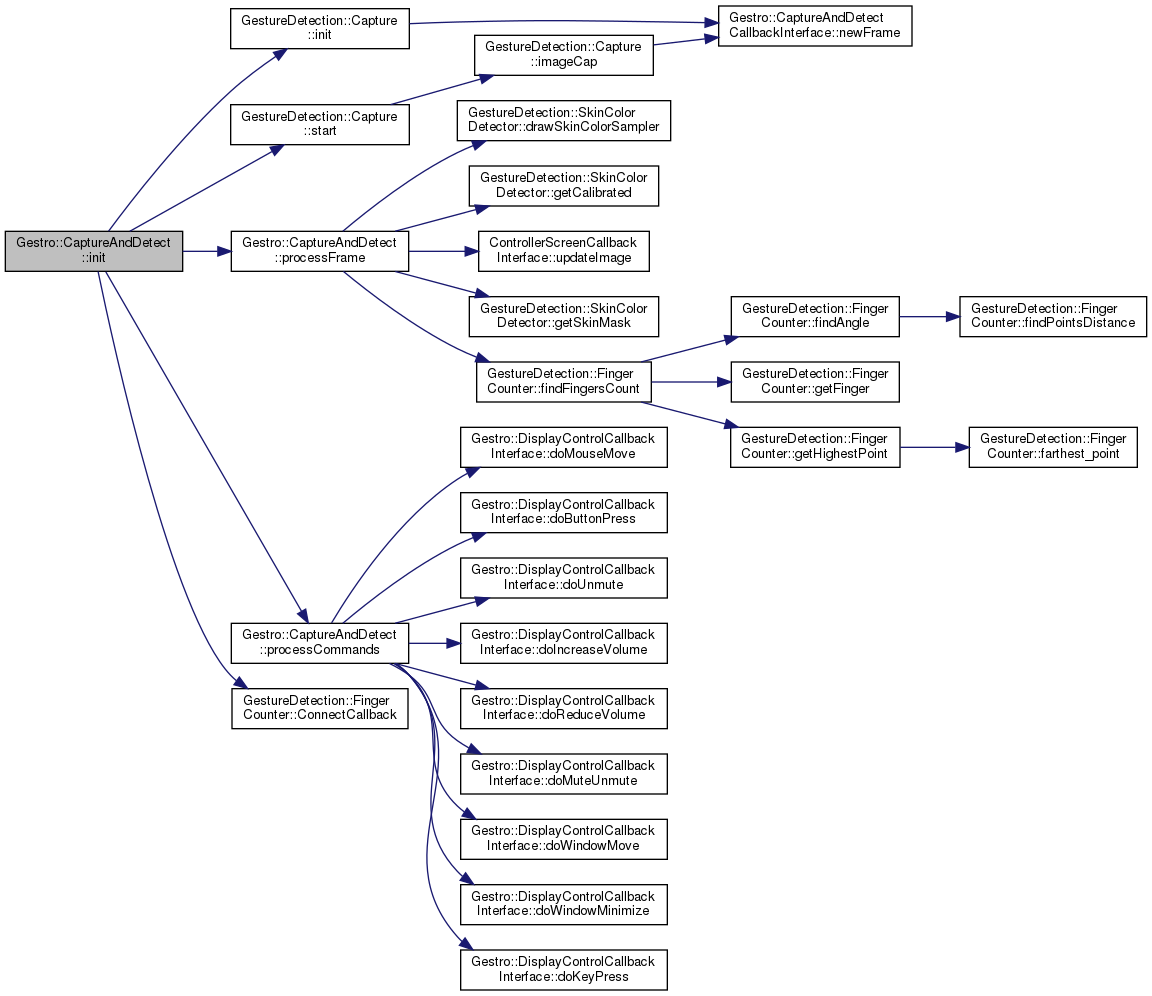 GestureDetection::Capture
::init
Gestro::CaptureAndDetect
CallbackInterface::newFrame
GestureDetection::Capture
::imageCap
GestureDetection::Capture
::start
GestureDetection::SkinColor
Detector::drawSkinColorSampler
GestureDetection::SkinColor
Detector::getCalibrated
Gestro::CaptureAndDetect
::init
Gestro::CaptureAndDetect
::processFrame
ControllerScreenCallback
Interface::updateImage
GestureDetection::SkinColor
Detector::getSkinMask
GestureDetection::Finger
Counter::findAngle
GestureDetection::Finger
Counter::findPointsDistance
GestureDetection::Finger
Counter::findFingersCount
GestureDetection::Finger
Counter::getFinger
GestureDetection::Finger
Counter::getHighestPoint
GestureDetection::Finger
Counter::farthest_point
Gestro::DisplayControlCallback
Interface::doMouseMove
Gestro::DisplayControlCallback
Interface::doButtonPress
Gestro::DisplayControlCallback
Interface::doUnmute
Gestro::CaptureAndDetect
::processCommands
Gestro::DisplayControlCallback
Interface::doIncreaseVolume
GestureDetection::Finger
Counter::ConnectCallback
Gestro::DisplayControlCallback
Interface::doReduceVolume
Gestro::DisplayControlCallback
Interface::doMuteUnmute
Gestro::DisplayControlCallback
Interface::doWindowMove
Gestro::DisplayControlCallback
Interface::doWindowMinimize
Gestro::DisplayControlCallback
Interface::doKeyPress